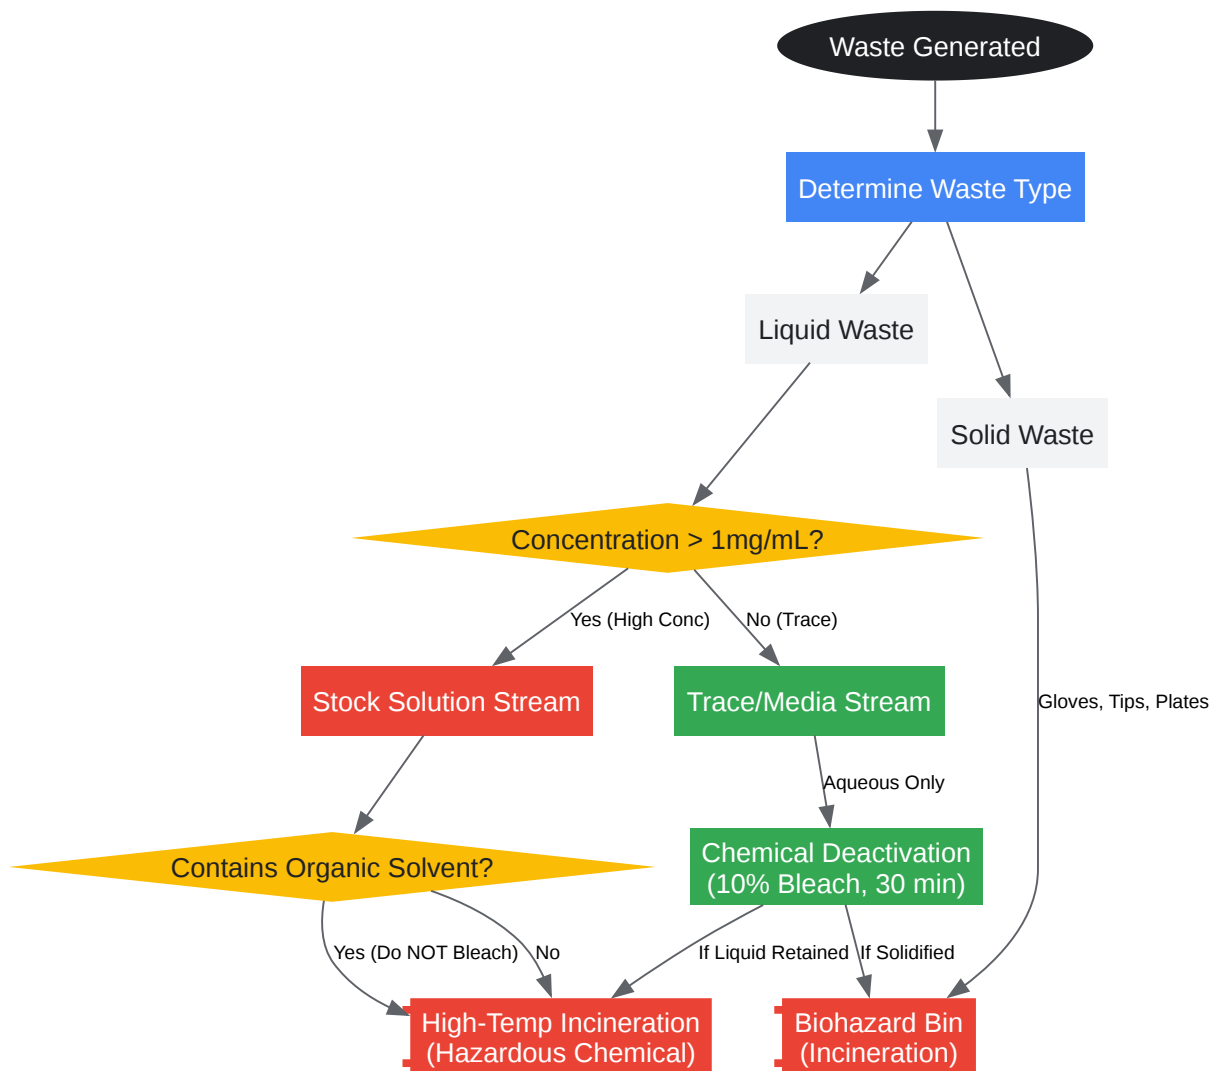 Waste Generated
Determine Waste Type
Liquid Waste
Solid Waste
Concentration > 1mg/mL?
Yes (High Conc)
No (Trace)
Stock Solution Stream
Trace/Media Stream
Gloves, Tips, Plates
Aqueous Only
Contains Organic Solvent?
Chemical Deactivation
(10% Bleach, 30 min)
Yes (Do NOT Bleach)
No
If Liquid Retained
If Solidified
High-Temp Incineration
(Hazardous Chemical)
Biohazard Bin
(Incineration)